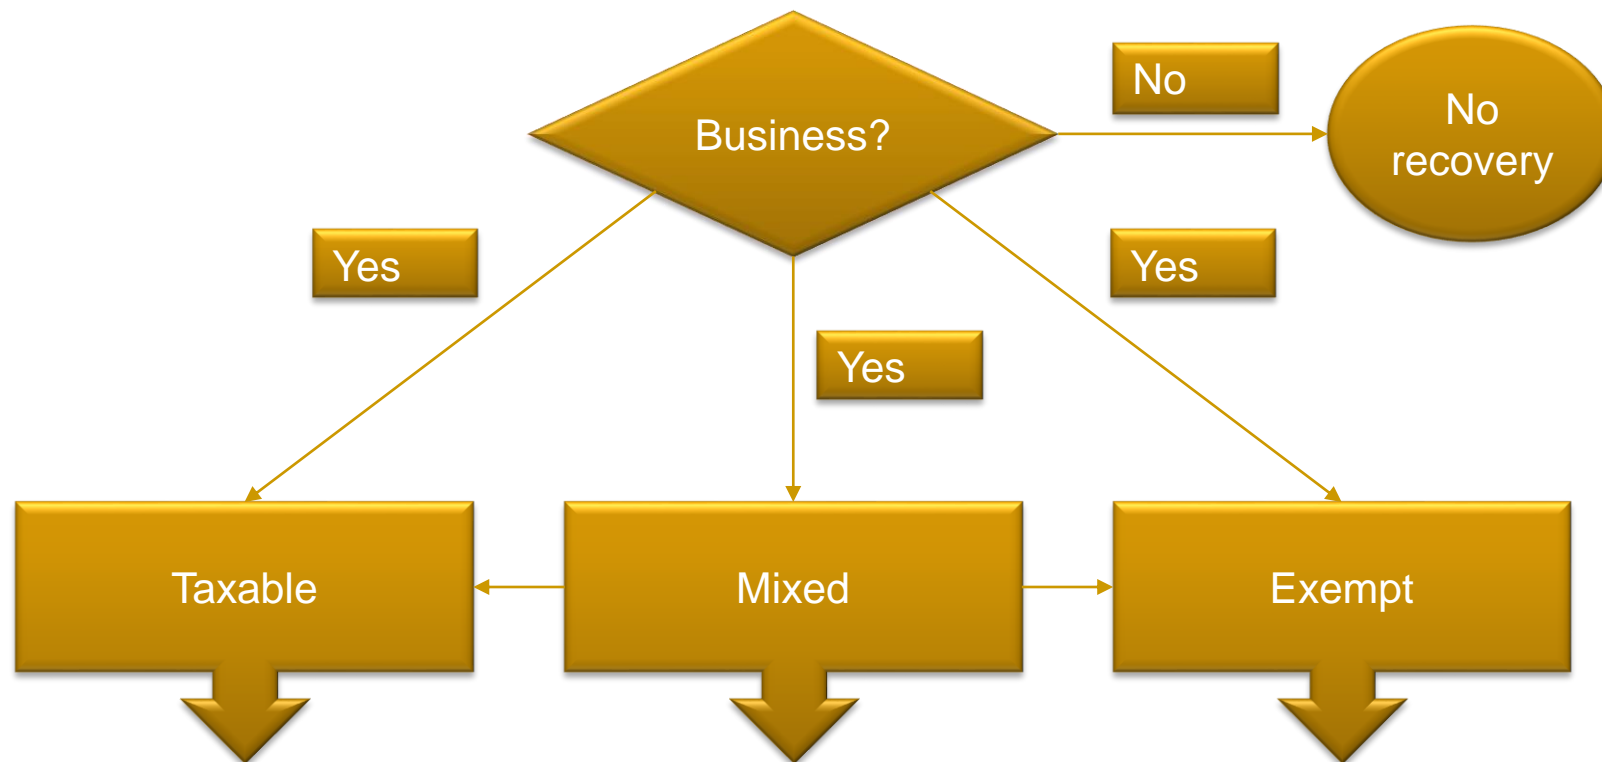 No
No
recovery
Business?
Yes
Yes
Yes
Taxable
Mixed
Exempt